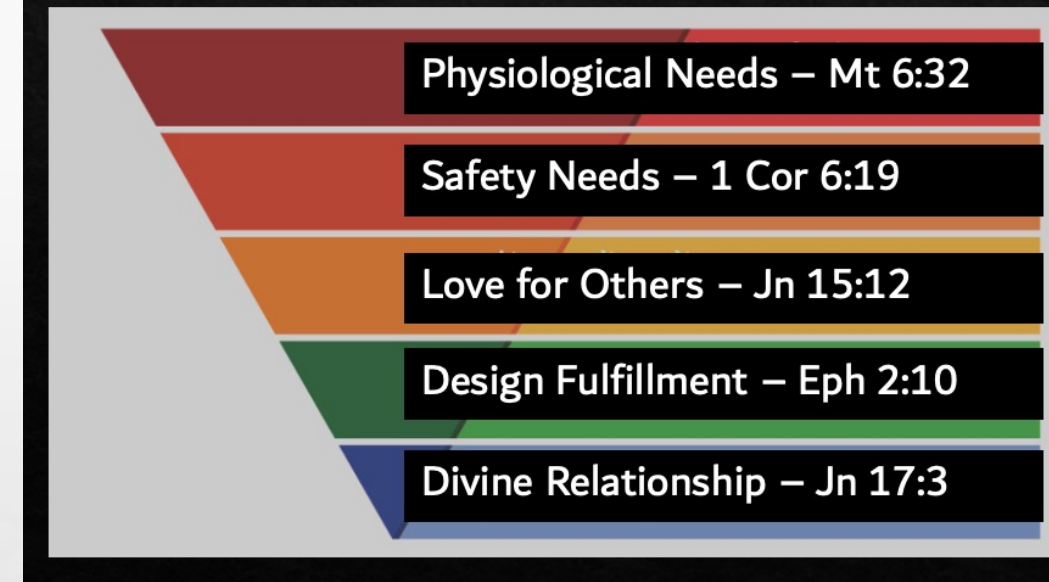 Physiological Needs – Mt 6:32
Safety Needs – 1 Cor 6:19
Love for Others – Jn 15:12
Design Fulfillment – Eph 2:10
Divine Relationship – Jn 17:3